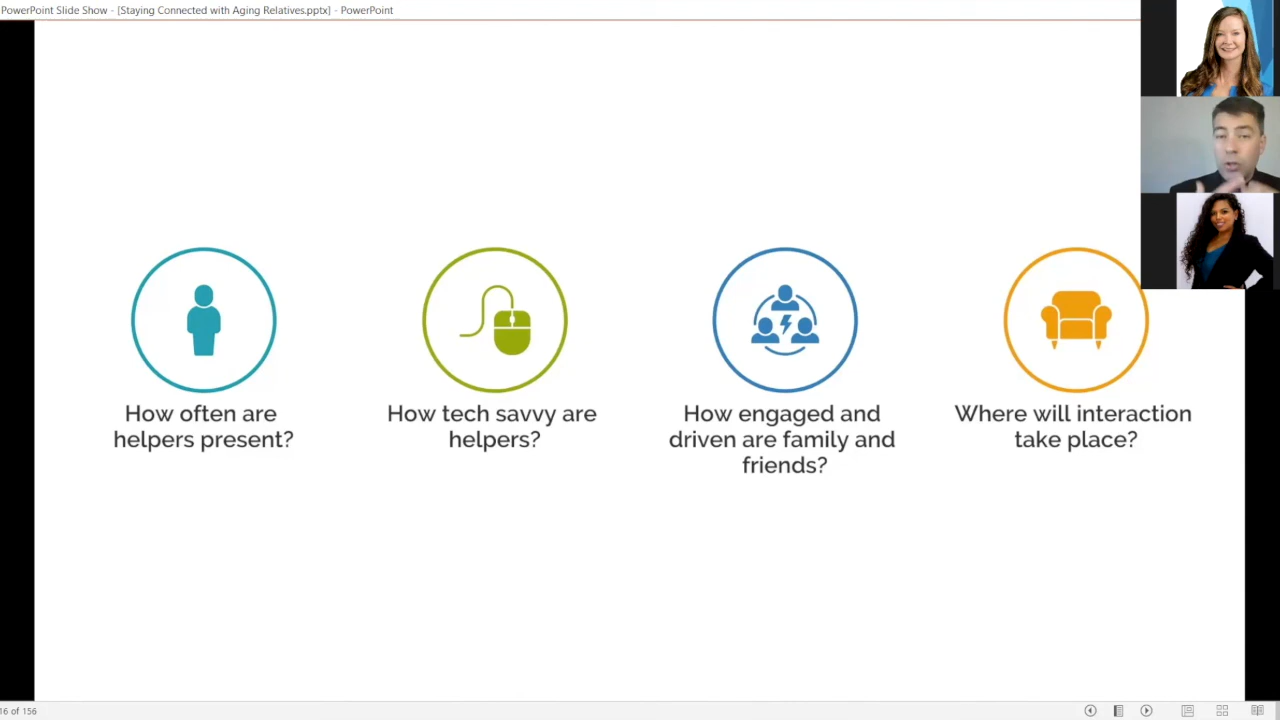 PowerPoint Slide Show - [Staying Connected with Aging Relatives.pptx] - PowerPoint
How often are
helpers present?
How tech savvy are
helpers?
How engaged and
driven are family and
friends?
Where will interaction
take place?
16 of 156